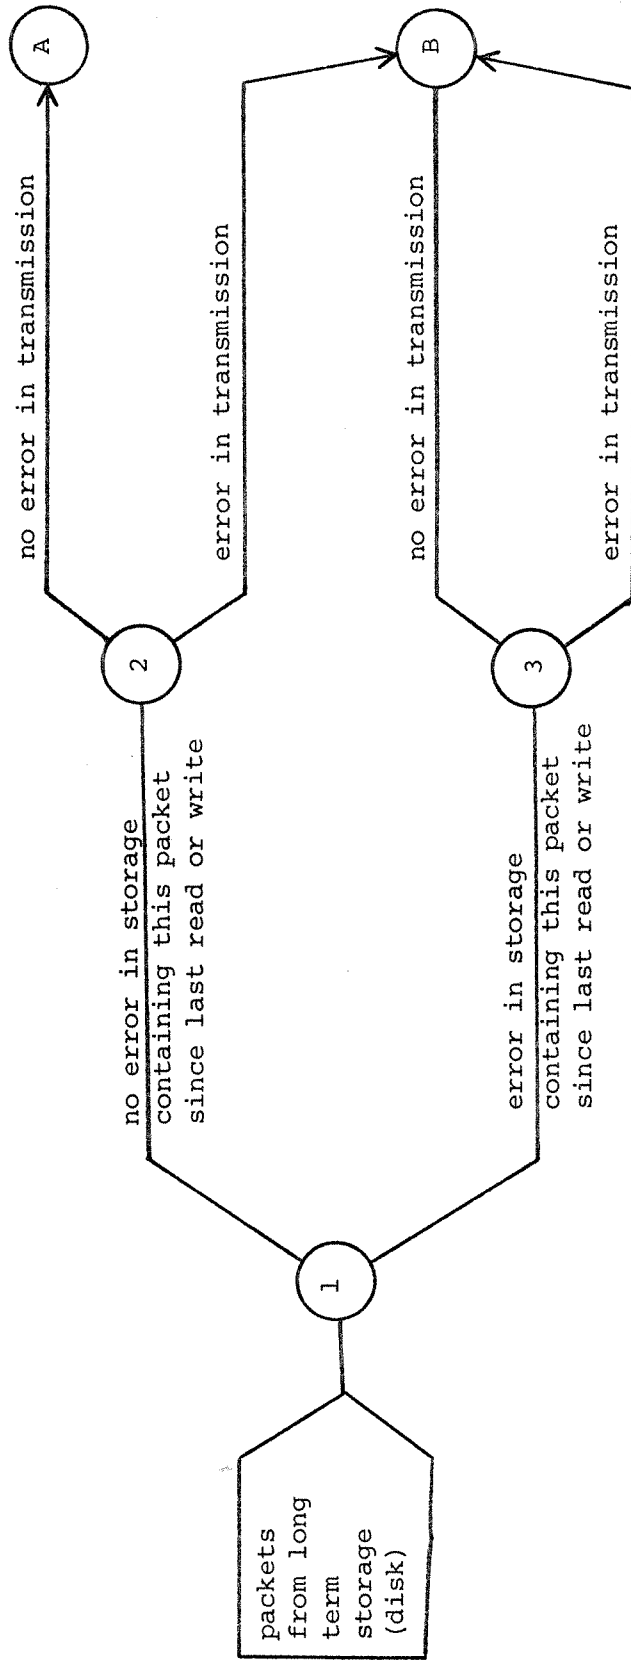 packets
from long
term
storage
(disk)
1
no error in storage
containing this packet
since last read or write
error in storage
containing this packet
since last read or write
2
3
no error in transmission
error in transmission
no error in transmission
error in transmission
A
B